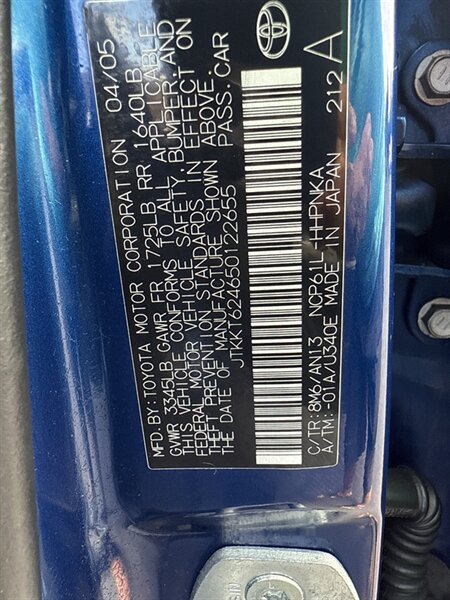 MFD. BY: TOYOTA MOTOR CORPORATION 04/05
GVWR 3345LB GAWR FR 1725LB RR 1640LB
THIS VEHICLE CONFORMS TO ALL APPLICABLE
FEDERAL MOTOR VEHICLE SAFETY, BUMPER, AND
THEFT PREVENTION STANDARDS IN EFFECT ON
THE DATE OF MANUFACTURE SHOWN ABOVE.
JTKKT624650122655 PASS. CAR
C/TR: 8M6/AN13 NCP61L-HHPNKA
A/TM: -01A/U340E MADE IN JAPAN 212 A